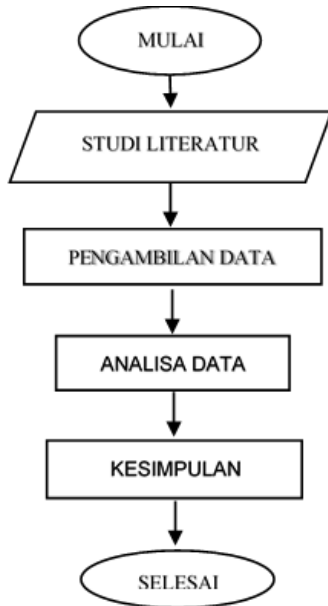 MULAI
STUDI LITERATUR
PENGAMBILAN DATA
ANALISA DATA
KESIMPULAN
SELESAI